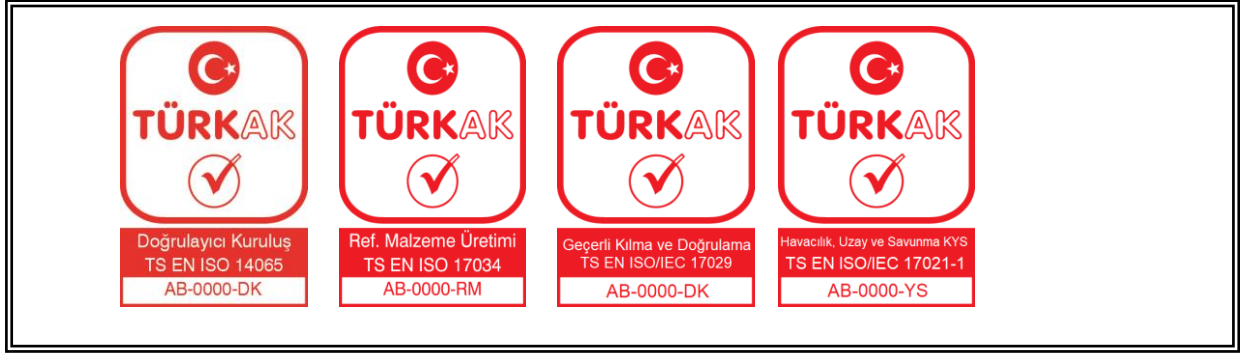 TÜRKAK
Doğrulayıcı Kuruluş
TS EN ISO 14065
AB-0000-DK
TÜRKAK
Ref. Malzeme Üretimi
TS EN ISO 17034
AB-0000-RM
TÜRKAK
Geçerli Kılma ve Doğrulama
TS EN ISO/IEC 17029
AB-0000-DK
TÜRKAK
Havacılık, Uzay ve Savunma KYS
TS EN ISO/IEC 17021-1
AB-0000-YS